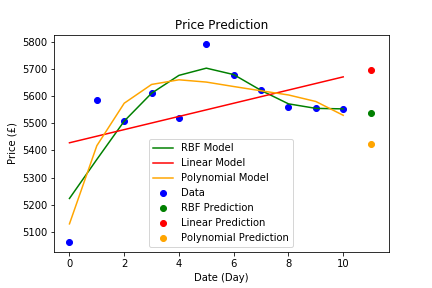 Price Prediction
5800
5700
5600
5500
5400
5300
5200
5100
Price (£)
RBF Model
Linear Model
Polynomial Model
Data
RBF Prediction
Linear Prediction
Polynomial Prediction
0 2 4 6 8 10
Date (Day)